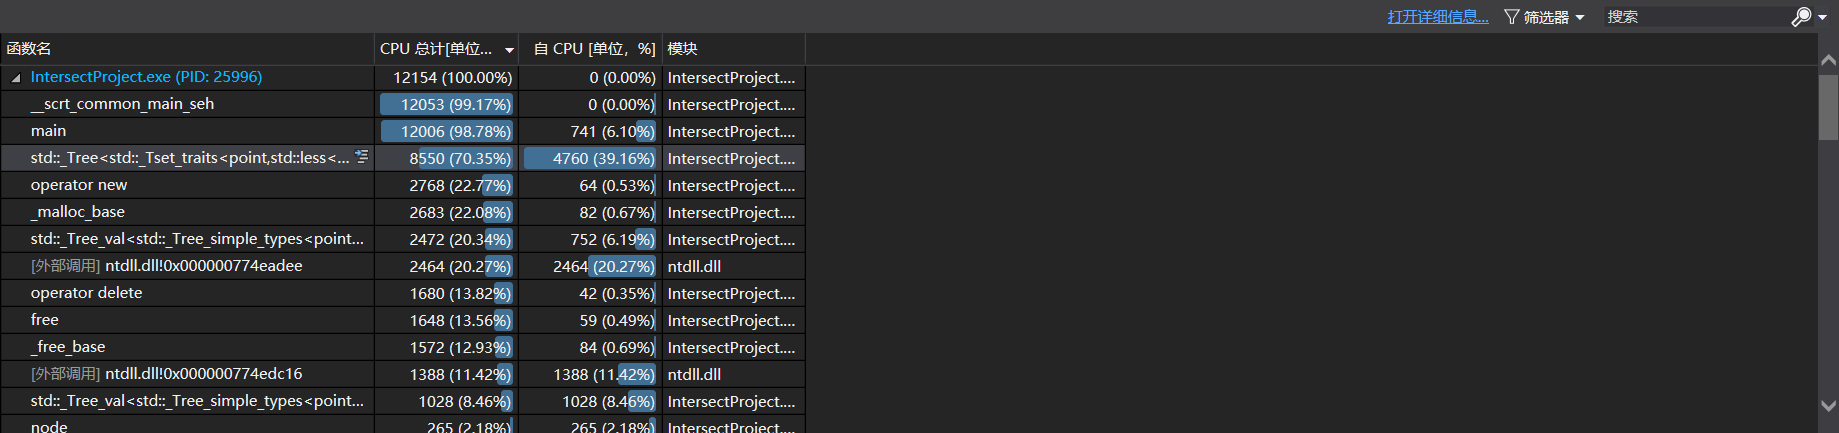 打开详细信息... 筛选器 搜索
函数名 CPU 总计[单位... 自 CPU [单位，%] 模块
IntersectProject.exe (PID: 25996) 12154 (100.00%) 0 (0.00%) IntersectProject....
__scrt_common_main_seh 12053 (99.17%) 0 (0.00%) IntersectProject....
main 12006 (98.78%) 741 (6.10%) IntersectProject....
std::_Tree<std::_Tset_traits<point,std::less<... 8550 (70.35%) 4760 (39.16%) IntersectProject....
operator new 2768 (22.77%) 64 (0.53%) IntersectProject....
_malloc_base 2683 (22.08%) 82 (0.67%) IntersectProject....
std::_Tree_val<std::_Tree_simple_types<point... 2472 (20.34%) 752 (6.19%) IntersectProject....
[外部调用] ntdll.dll!0x000000774eadee 2464 (20.27%) 2464 (20.27%) ntdll.dll
operator delete 1680 (13.82%) 42 (0.35%) IntersectProject....
free 1648 (13.56%) 59 (0.49%) IntersectProject....
_free_base 1572 (12.93%) 84 (0.69%) IntersectProject....
[外部调用] ntdll.dll!0x000000774edc16 1388 (11.42%) 1388 (11.42%) ntdll.dll
std::_Tree_val<std::_Tree_simple_types<point... 1028 (8.46%) 1028 (8.46%) IntersectProject....
node 265 (2.18%) 265 (2.18%) IntersectProject....